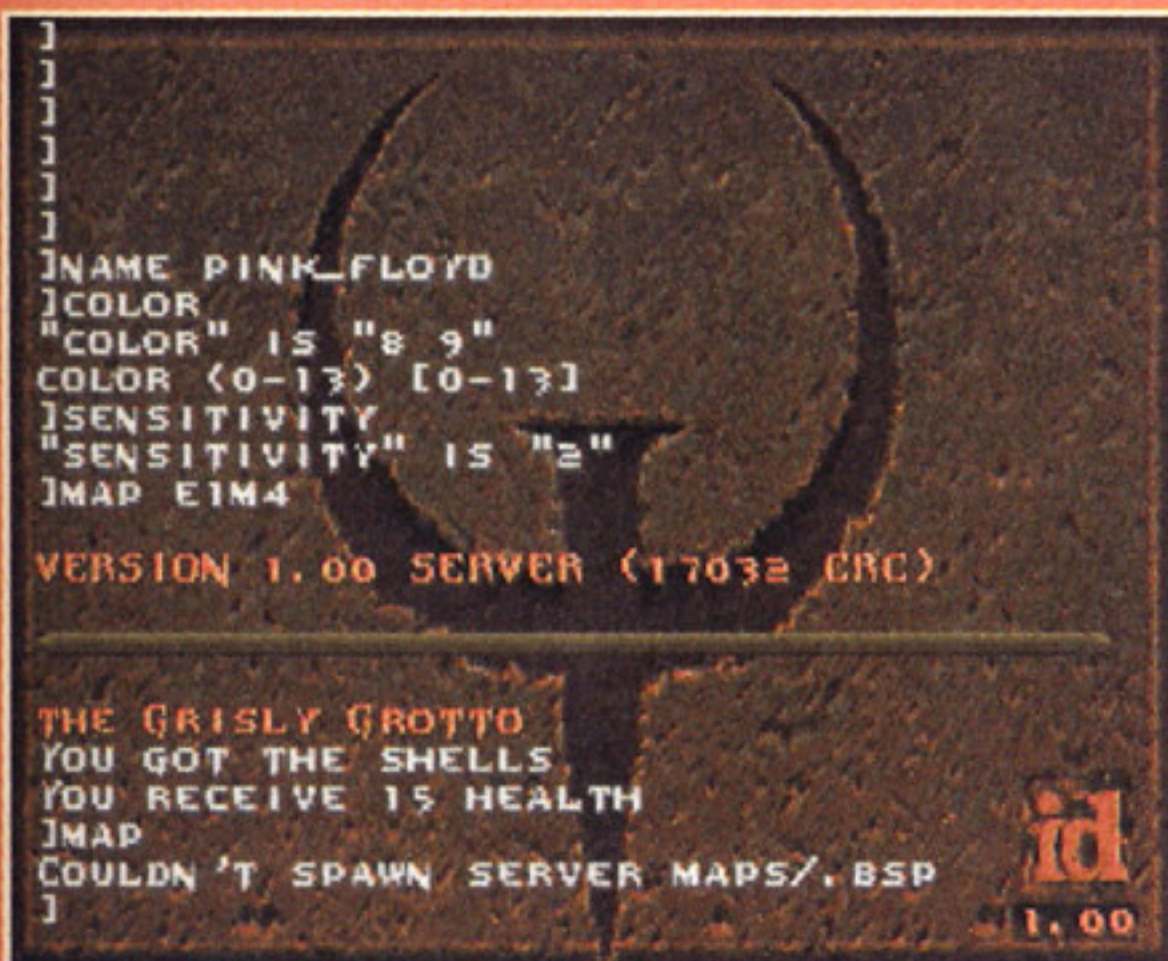 ]
]
]
]
]
]
]NAME PINK_FLOYD
]COLOR
"COLOR" IS "8 9"
COLOR (0-13) [0-13]
]SENSITIVITY
"SENSITIVITY" IS "2"
]MAP E1M4
VERSION 1.00 SERVER (17032 CRC)
THE GRISLY GROTTO
YOU GOT THE SHELLS
YOU RECEIVE 15 HEALTH
]MAP
COULDN'T SPAWN SERVER MAPS/.BSP
]
id
1.00